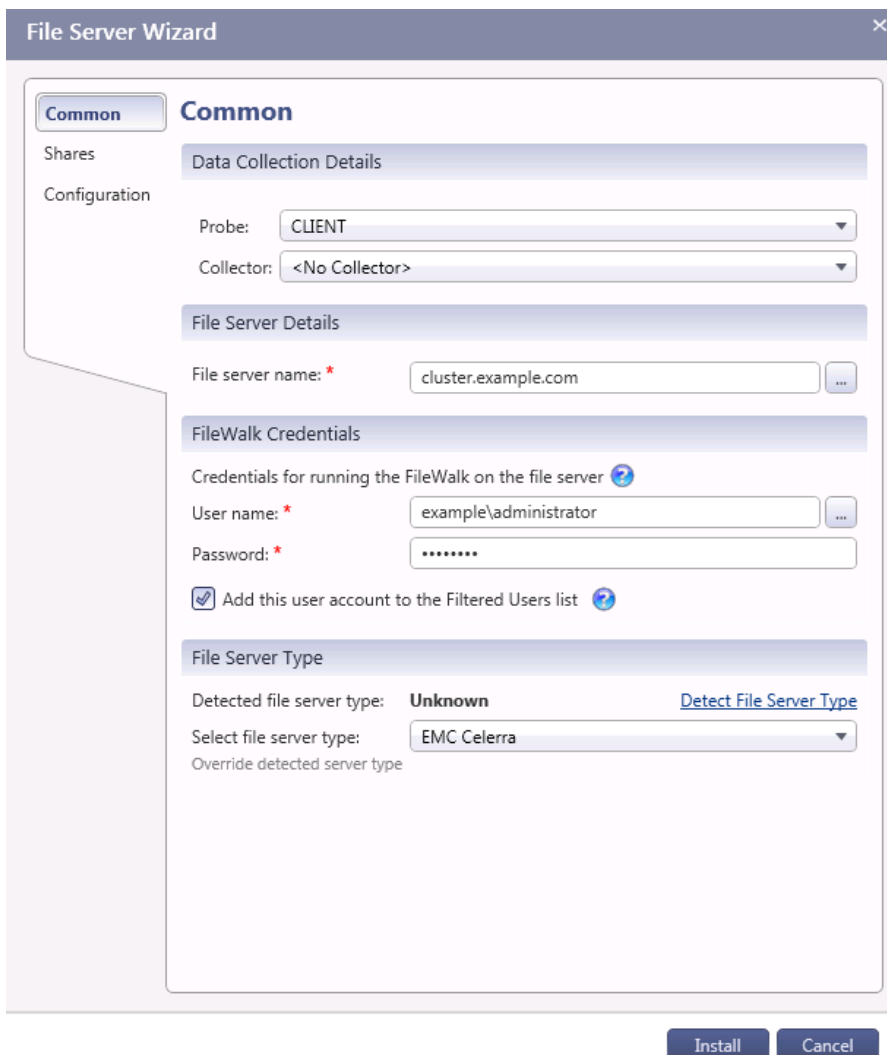 File Server Wizard
Common
Shares
Configuration
Common
Data Collection Details
Probe: CLIENT
Collector: <No Collector>
File Server Details
File server name: * cluster.example.com ...
FileWalk Credentials
Credentials for running the FileWalk on the file server ?
User name: * example\administrator ...
Password: * ••••••••
Add this user account to the Filtered Users list ?
File Server Type
Detected file server type: Unknown Detect File Server Type
Select file server type: EMC Celerra
Override detected server type
Install Cancel